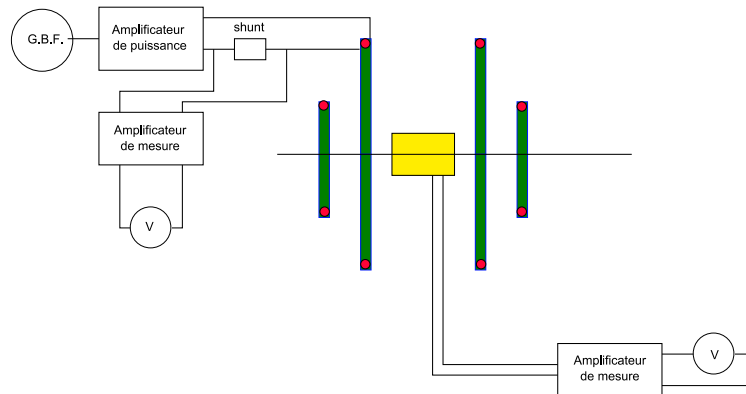 G.B.F.
Amplificateur
de puissance
shunt
Amplificateur
de mesure
V
Amplificateur
de mesure
V